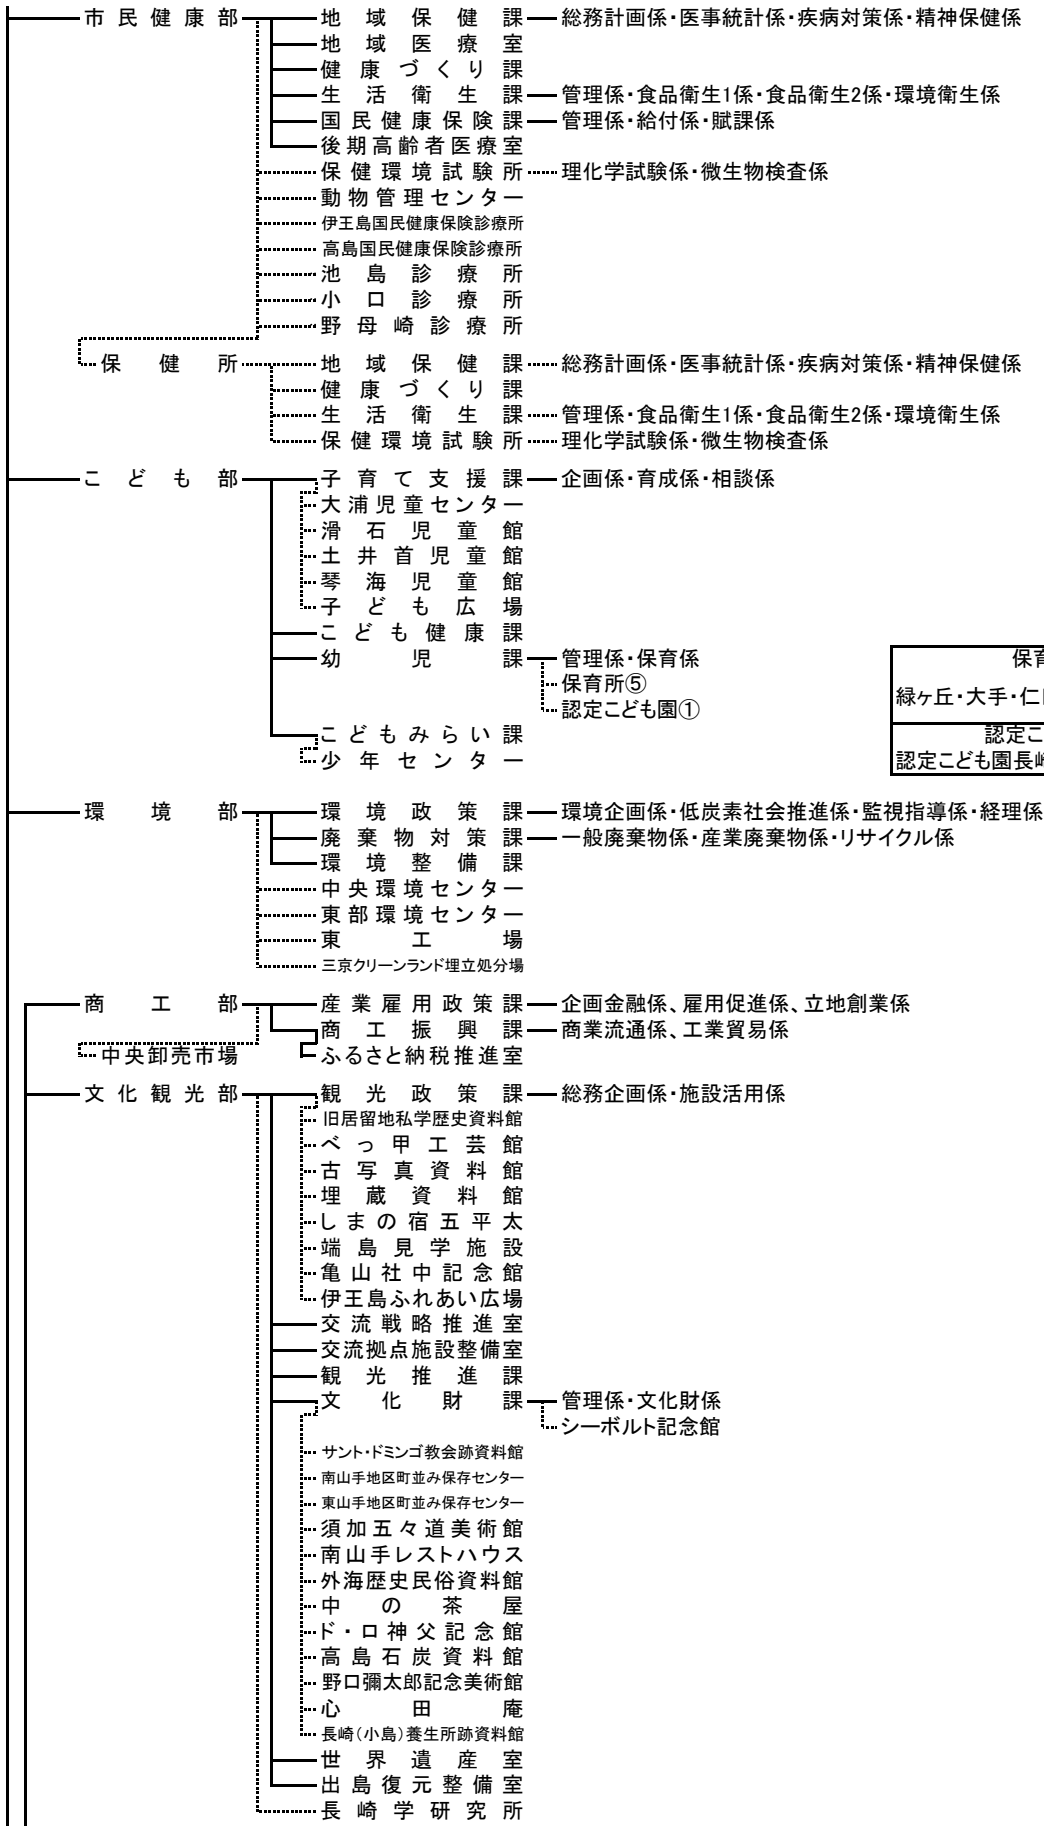 市民健康部 地域保健課 総務計画係・医事統計係・疾病対策係・精神保健係
地域医療室
健康づくり課
生活衛生課 管理係・食品衛生1係・食品衛生2係・環境衛生係
国民健康保険課 管理係・給付係・賦課係
後期高齢者医療室
保健環境試験所 理化学試験係・微生物検査係
動物管理センター
伊王島国民健康保険診療所
高島国民健康保険診療所
池島診療所
小口診療所
野母崎診療所
保健所 地域保健課 総務計画係・医事統計係・疾病対策係・精神保健係
健康づくり課
生活衛生課 管理係・食品衛生1係・食品衛生2係・環境衛生係
保健環境試験所 理化学試験係・微生物検査係
こども部 子育て支援課 企画係・育成係・相談係
大浦児童センター
滑石児童館
土井首児童館
琴海児童館
子ども広場
こども健康課
幼児課 管理係・保育係 保育
保育所⑤
緑ヶ丘・大手・仁
認定こども園①
こどもみらい課 認定こ
少年センター 認定こども園長崎
環境部 環境政策課 環境企画係・低炭素社会推進係・監視指導係・経理係
廃棄物対策課 一般廃棄物係・産業廃棄物係・リサイクル係
環境整備課
中央環境センター
東部環境センター
東工場
三京クリーンランド埋立処分場
商工部 産業雇用政策課 企画金融係、雇用促進係、立地創業係
商工振興課 商業流通係、工業貿易係
中央卸売市場 ふるさと納税推進室
文化観光部 観光政策課 総務企画係・施設活用係
旧居留地私学歴史資料館
べっ甲工芸館
古写真資料館
埋蔵資料館
しまの宿五平太
端島見学施設
亀山社中記念館
伊王島ふれあい広場
交流戦略推進室
交流拠点施設整備室
観光推進課
文化財課 管理係・文化財係
シーボルト記念館
サント・ドミンゴ教会跡資料館
南山手地区町並み保存センター
東山手地区町並み保存センター
須加五々道美術館
南山手レストハウス
外海歴史民俗資料館
中の茶屋
ド・ロ神父記念館
高島石炭資料館
野口彌太郎記念美術館
心田庵
長崎(小島)養生所跡資料館
世界遺産室
出島復元整備室
長崎学研究所